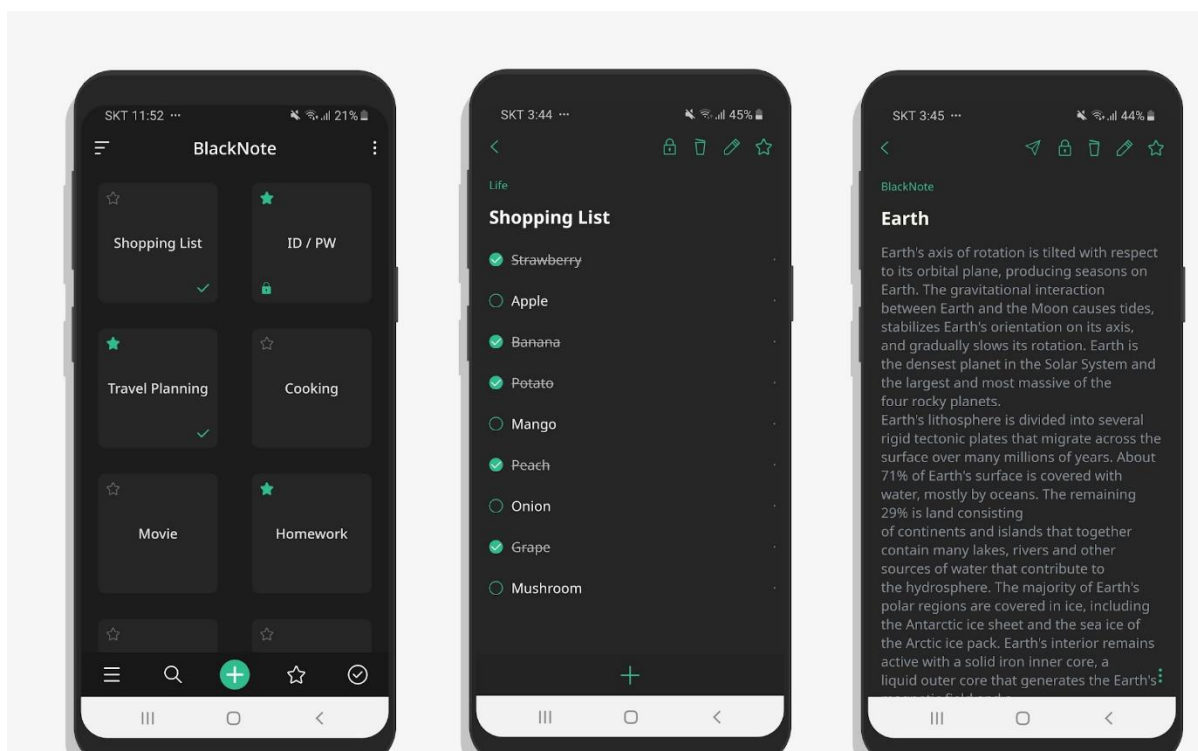 SKT 11:52 ···
21%
BlackNote
Shopping List
ID / PW
Travel Planning
Cooking
Movie
Homework
SKT 3:44 ···
45%
Life
Shopping List
Strawberry
Apple
Banana
Potato
Mango
Peach
Onion
Grape
Mushroom
SKT 3:45 ···
44%
BlackNote
Earth
Earth's axis of rotation is tilted with respect
to its orbital plane, producing seasons on
Earth. The gravitational interaction
between Earth and the Moon causes tides,
stabilizes Earth's orientation on its axis,
and gradually slows its rotation. Earth is
the densest planet in the Solar System and
the largest and most massive of the
four rocky planets.
Earth's lithosphere is divided into several
rigid tectonic plates that migrate across the
surface over many millions of years. About
71% of Earth's surface is covered with
water, mostly by oceans. The remaining
29% is land consisting
of continents and islands that together
contain many lakes, rivers and other
sources of water that contribute to
the hydrosphere. The majority of Earth's
polar regions are covered in ice, including
the Antarctic ice sheet and the sea ice of
the Arctic ice pack. Earth's interior remains
active with a solid iron inner core, a
liquid outer core that generates the Earth's